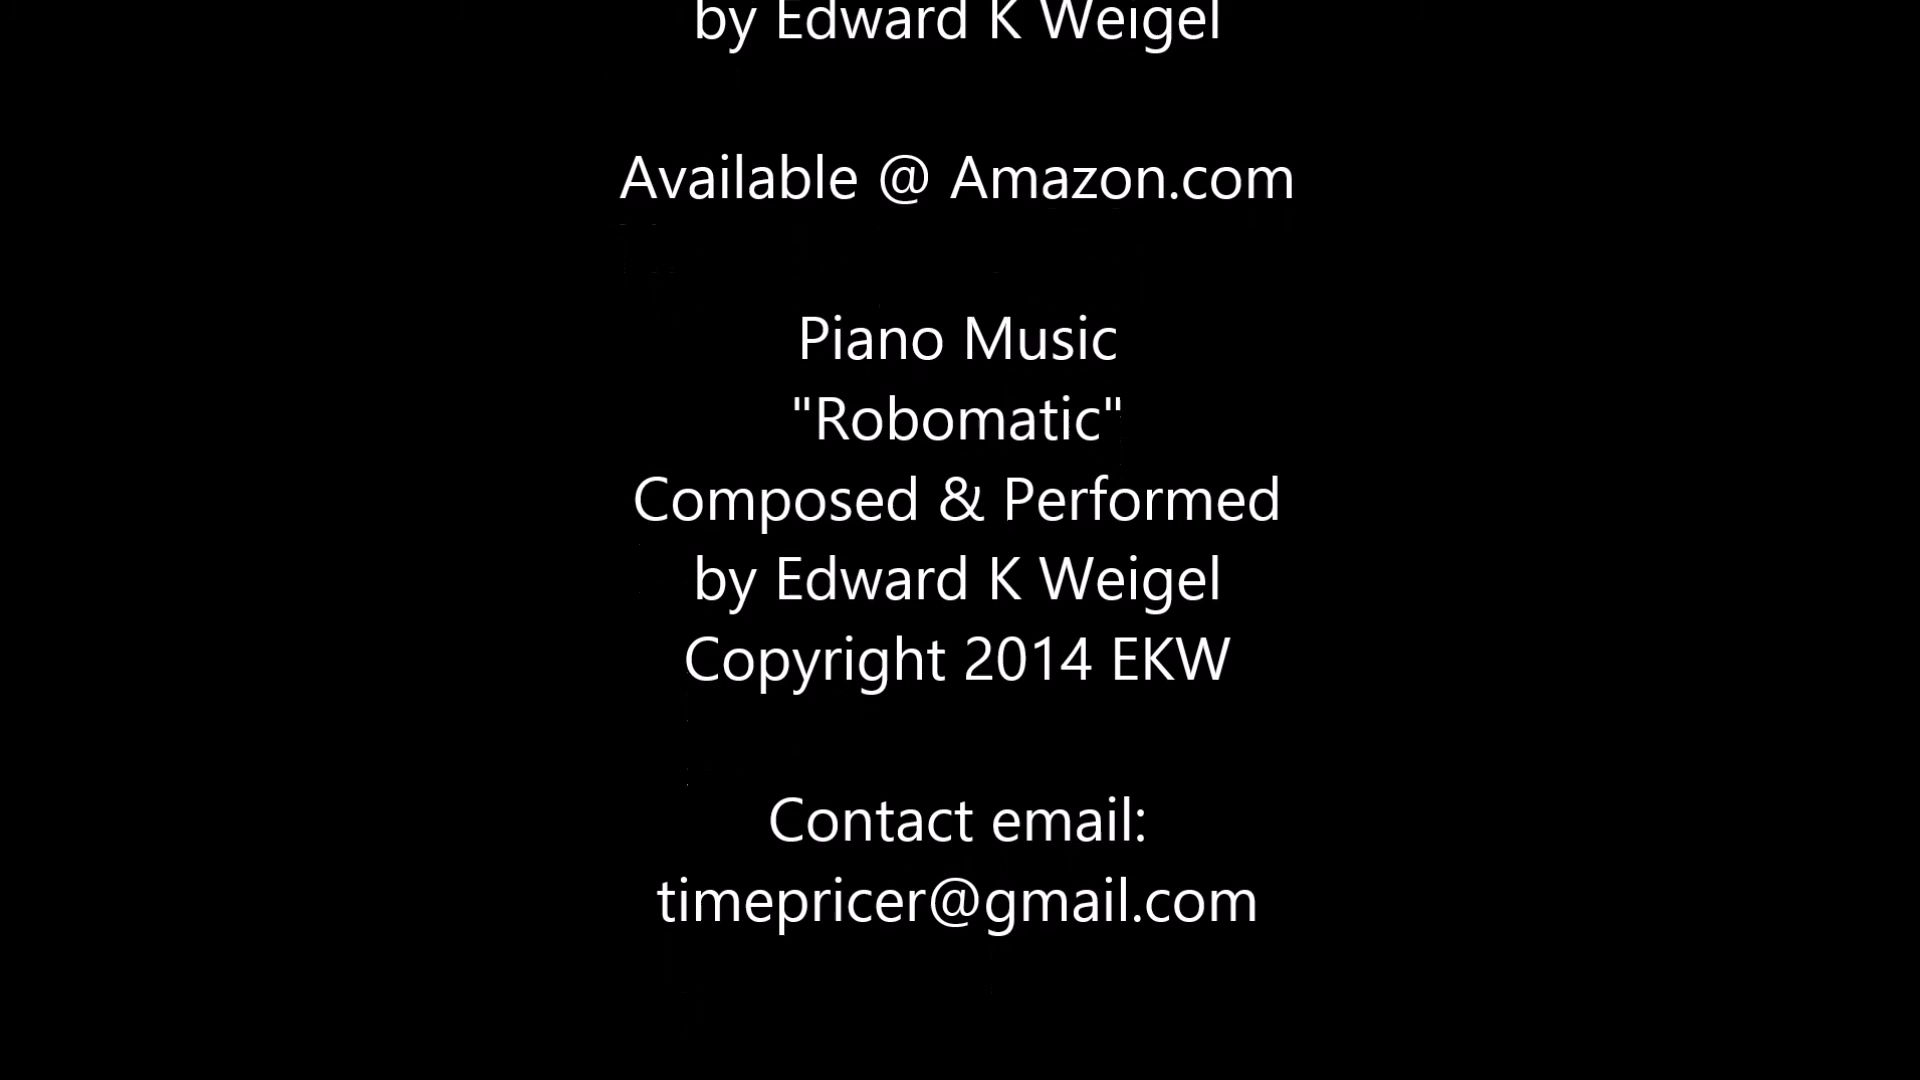 by Edward K Weigel
Available @ Amazon.com
Piano Music
"Robomatic"
Composed & Performed
by Edward K Weigel
Copyright 2014 EKW
Contact email:
timepricer@gmail.com